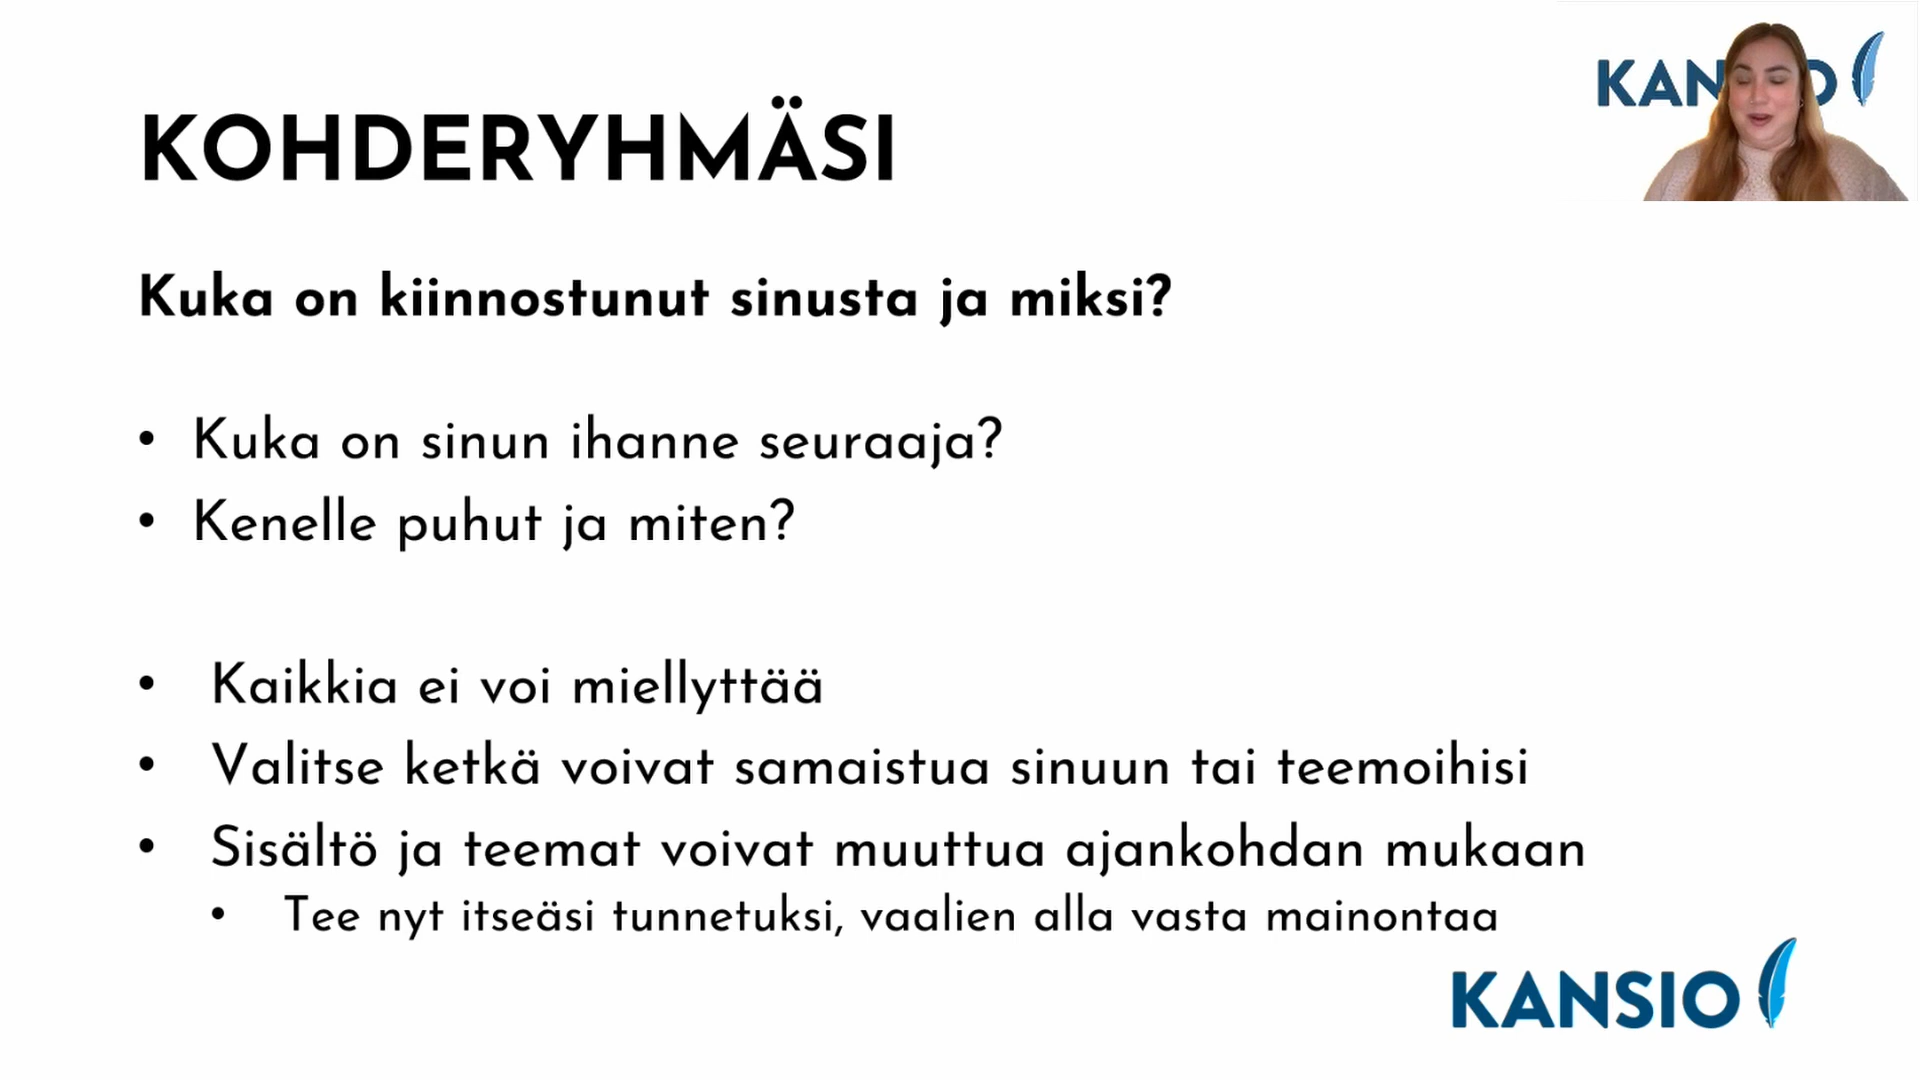 KOHDERYHMÄSI
Kuka on kiinnostunut sinusta ja miksi?
• Kuka on sinun ihanne seuraaja?
• Kenelle puhut ja miten?
• Kaikkia ei voi miellyttää
• Valitse ketkä voivat samaistua sinuun tai teemoihisi
• Sisältö ja teemat voivat muuttua ajankohdan mukaan
• Tee nyt itseäsi tunnetuksi, vaalien alla vasta mainontaa
KANSIO